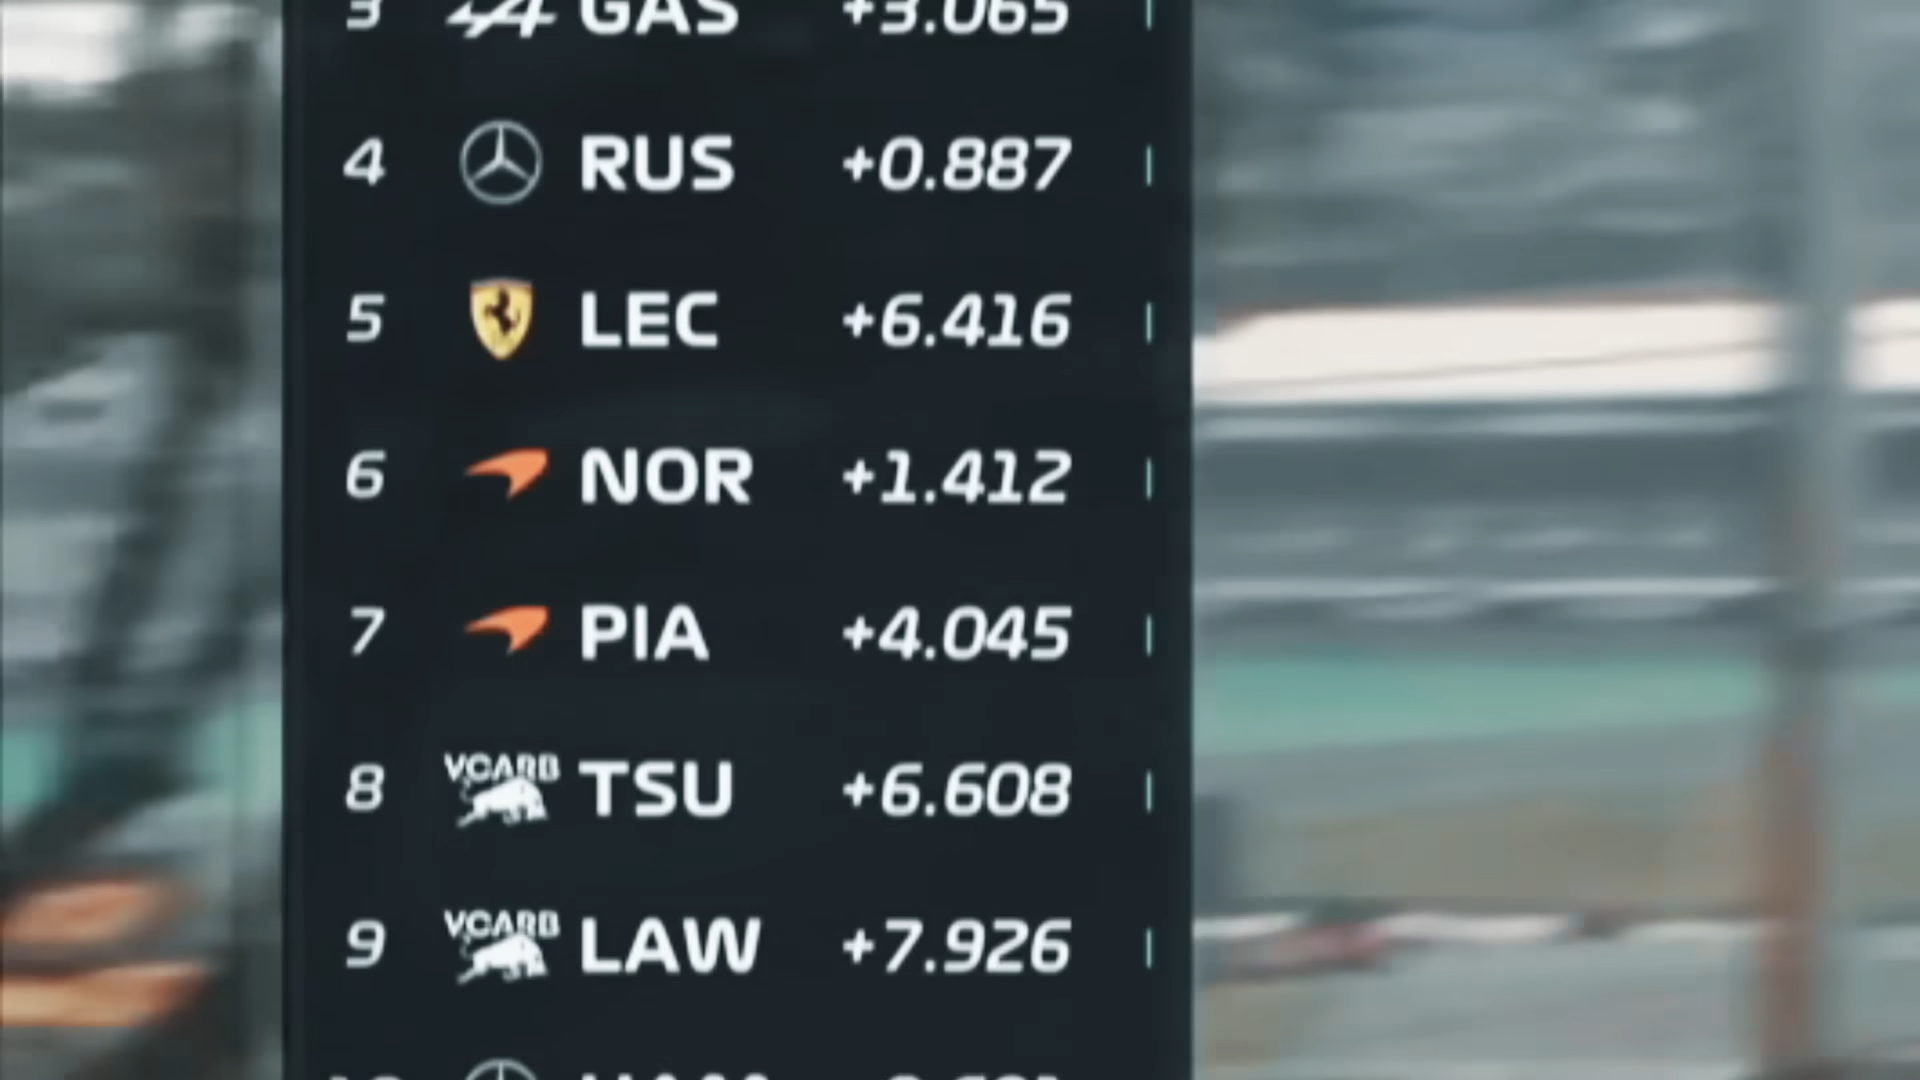 3 GAS +3.065
4 RUS +0.887
5 LEC +6.416
6 NOR +1.412
7 PIA +4.045
8 VCARB TSU +6.608
9 VCARB LAW +7.926